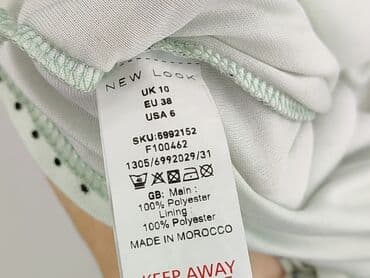 NEW LOOK
UK 10
EU 38
USA 6
SKU:6992152
F100462
1305/6992029/31
GB: Main :
100% Polyester
Lining :
100% Polyester
MADE IN MOROCCO
KEEP AWAY